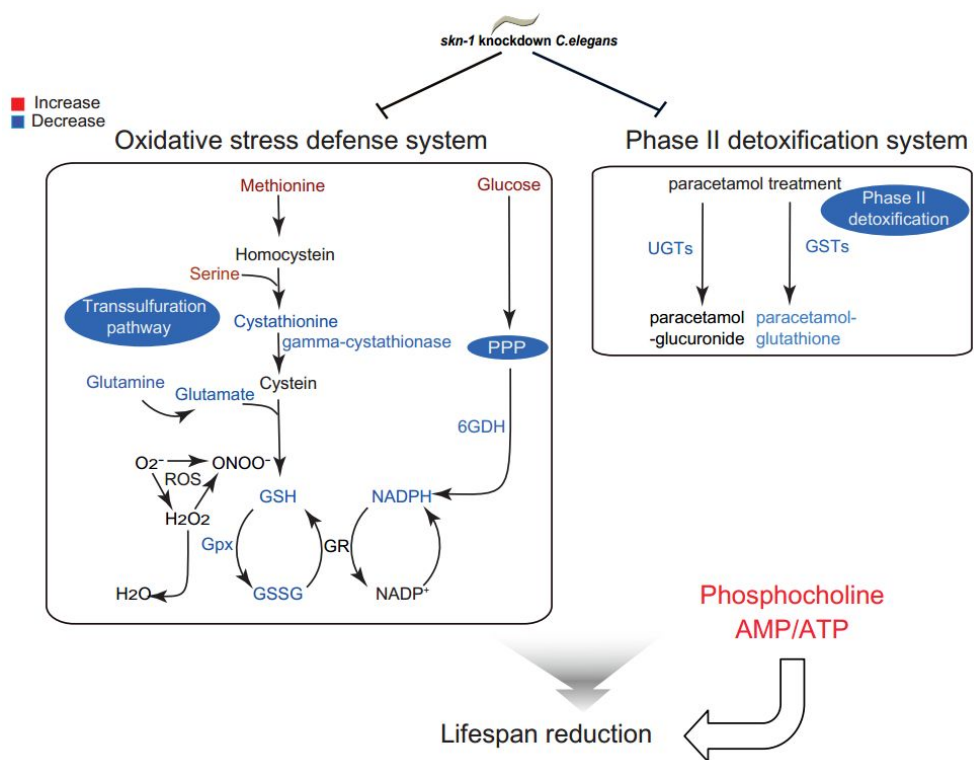 skn-1 knockdown C.elegans
Increase
Decrease
Oxidative stress defense system
Phase II detoxification system
Methionine
Glucose
Homocystein
Serine
Transsulfuration
pathway
Cystathionine
gamma-cystathionase
PPP
Cystein
Glutamine
Glutamate
6GDH
O2⁻
ONOO⁻
ROS
H2O2
GSH
NADPH
Gpx
GR
H2O
GSSG
NADP⁺
paracetamol treatment
Phase II
detoxification
UGTs
GSTs
paracetamol
-glucuronide
paracetamol-
glutathione
Phosphocholine
AMP/ATP
Lifespan reduction